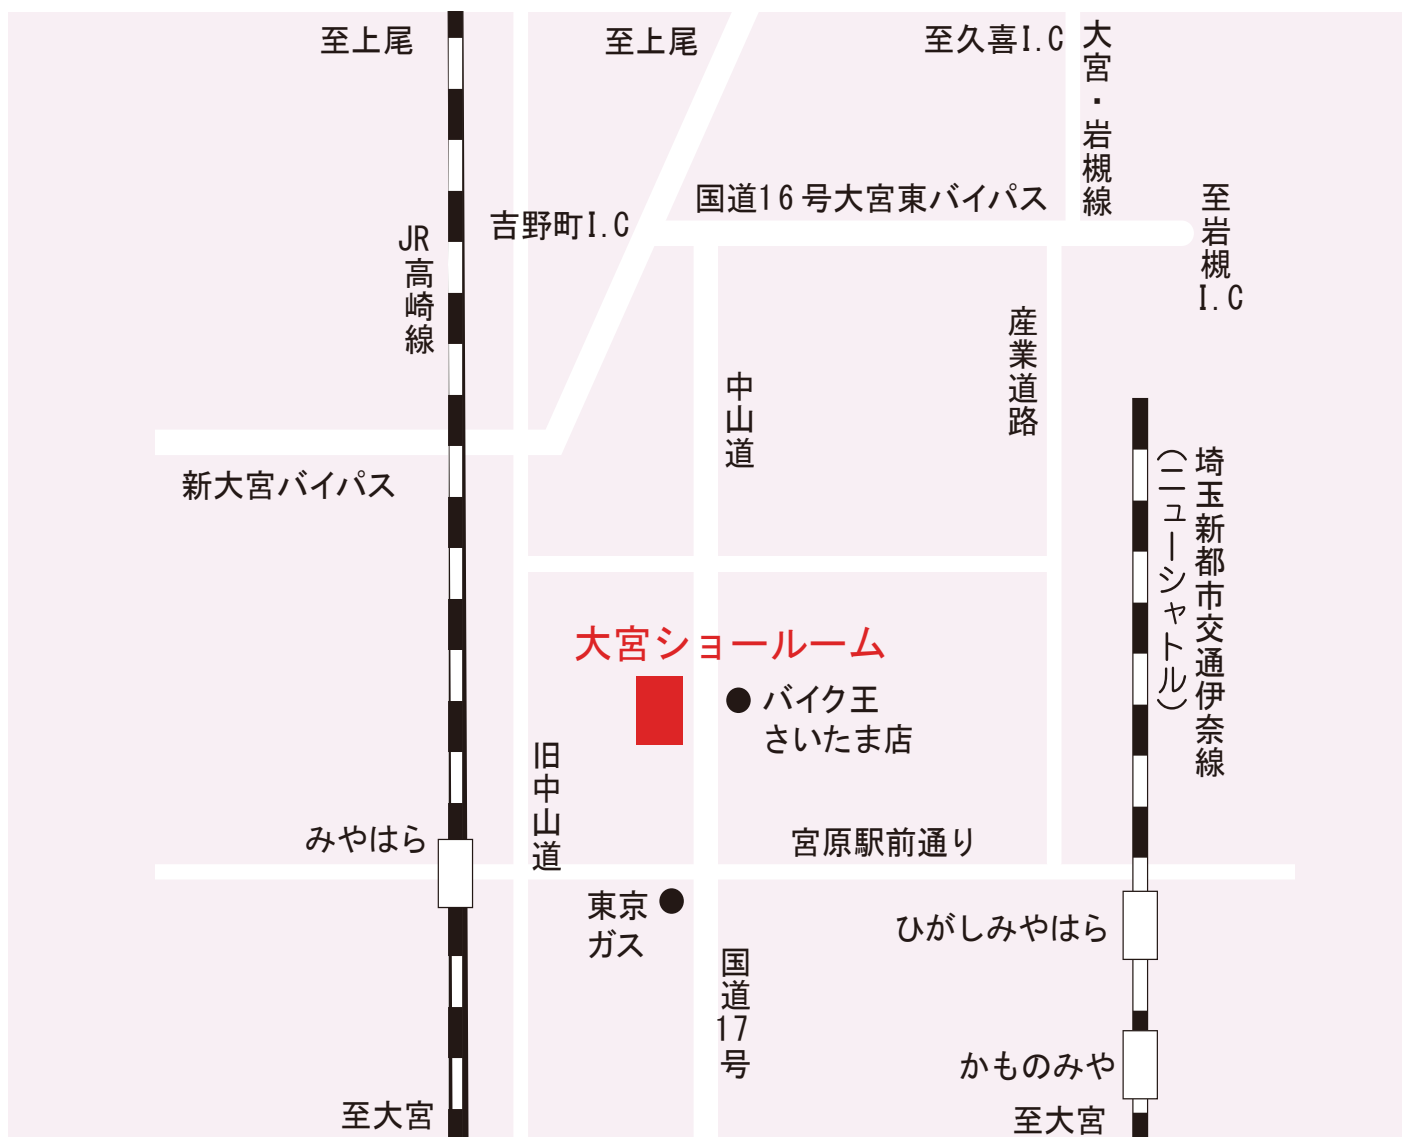 至上尾
至上尾
至久喜I.C
大宮・岩槻線
国道16号大宮東バイパス
至岩槻I.C
吉野町I.C
JR高崎線
産業道路
中山道
新大宮バイパス
埼玉新都市交通伊奈線
（ニューシャトル）
大宮ショールーム
バイク王
さいたま店
旧中山道
みやはら
宮原駅前通り
東京
ガス
ひがしみやはら
国道17号
かものみや
至大宮
至大宮